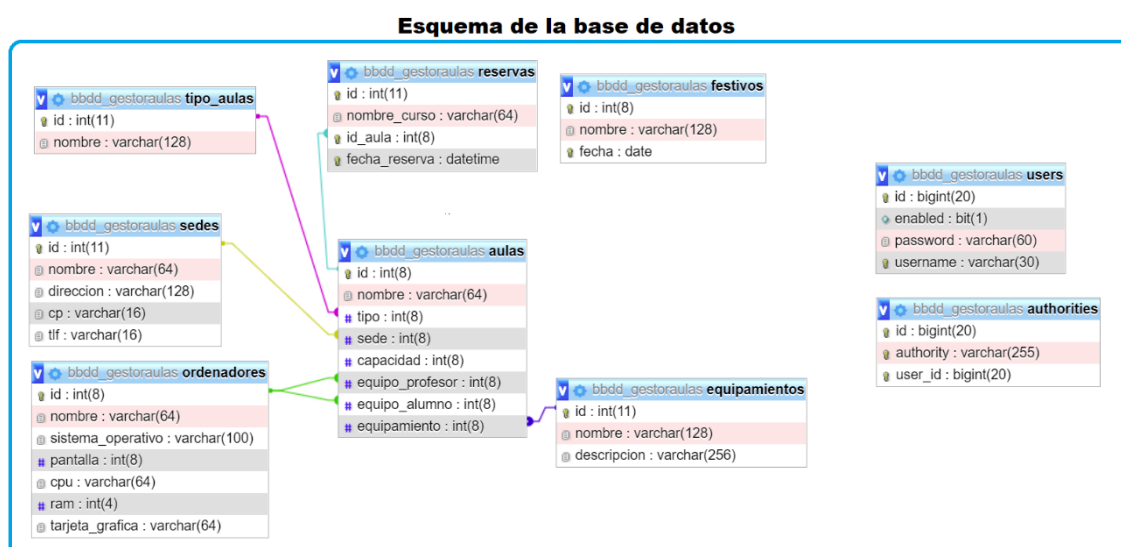 Esquema de la base de datos
bbdd_gestoraulas tipo_aulas
id : int(11)
nombre : varchar(128)
bbdd_gestoraulas reservas
id : int(11)
nombre_curso : varchar(64)
id_aula : int(8)
fecha_reserva : datetime
bbdd_gestoraulas festivos
id : int(8)
nombre : varchar(128)
fecha : date
bbdd_gestoraulas users
id : bigint(20)
enabled : bit(1)
password : varchar(60)
username : varchar(30)
bbdd_gestoraulas sedes
id : int(11)
nombre : varchar(64)
direccion : varchar(128)
cp : varchar(16)
tlf : varchar(16)
bbdd_gestoraulas aulas
id : int(8)
nombre : varchar(64)
tipo : int(8)
sede : int(8)
capacidad : int(8)
equipo_profesor : int(8)
equipo_alumno : int(8)
equipamiento : int(8)
bbdd_gestoraulas authorities
id : bigint(20)
authority : varchar(255)
user_id : bigint(20)
bbdd_gestoraulas ordenadores
id : int(8)
nombre : varchar(64)
sistema_operativo : varchar(100)
pantalla : int(8)
cpu : varchar(64)
ram : int(4)
tarjeta_grafica : varchar(64)
bbdd_gestoraulas equipamientos
id : int(11)
nombre : varchar(128)
descripcion : varchar(256)